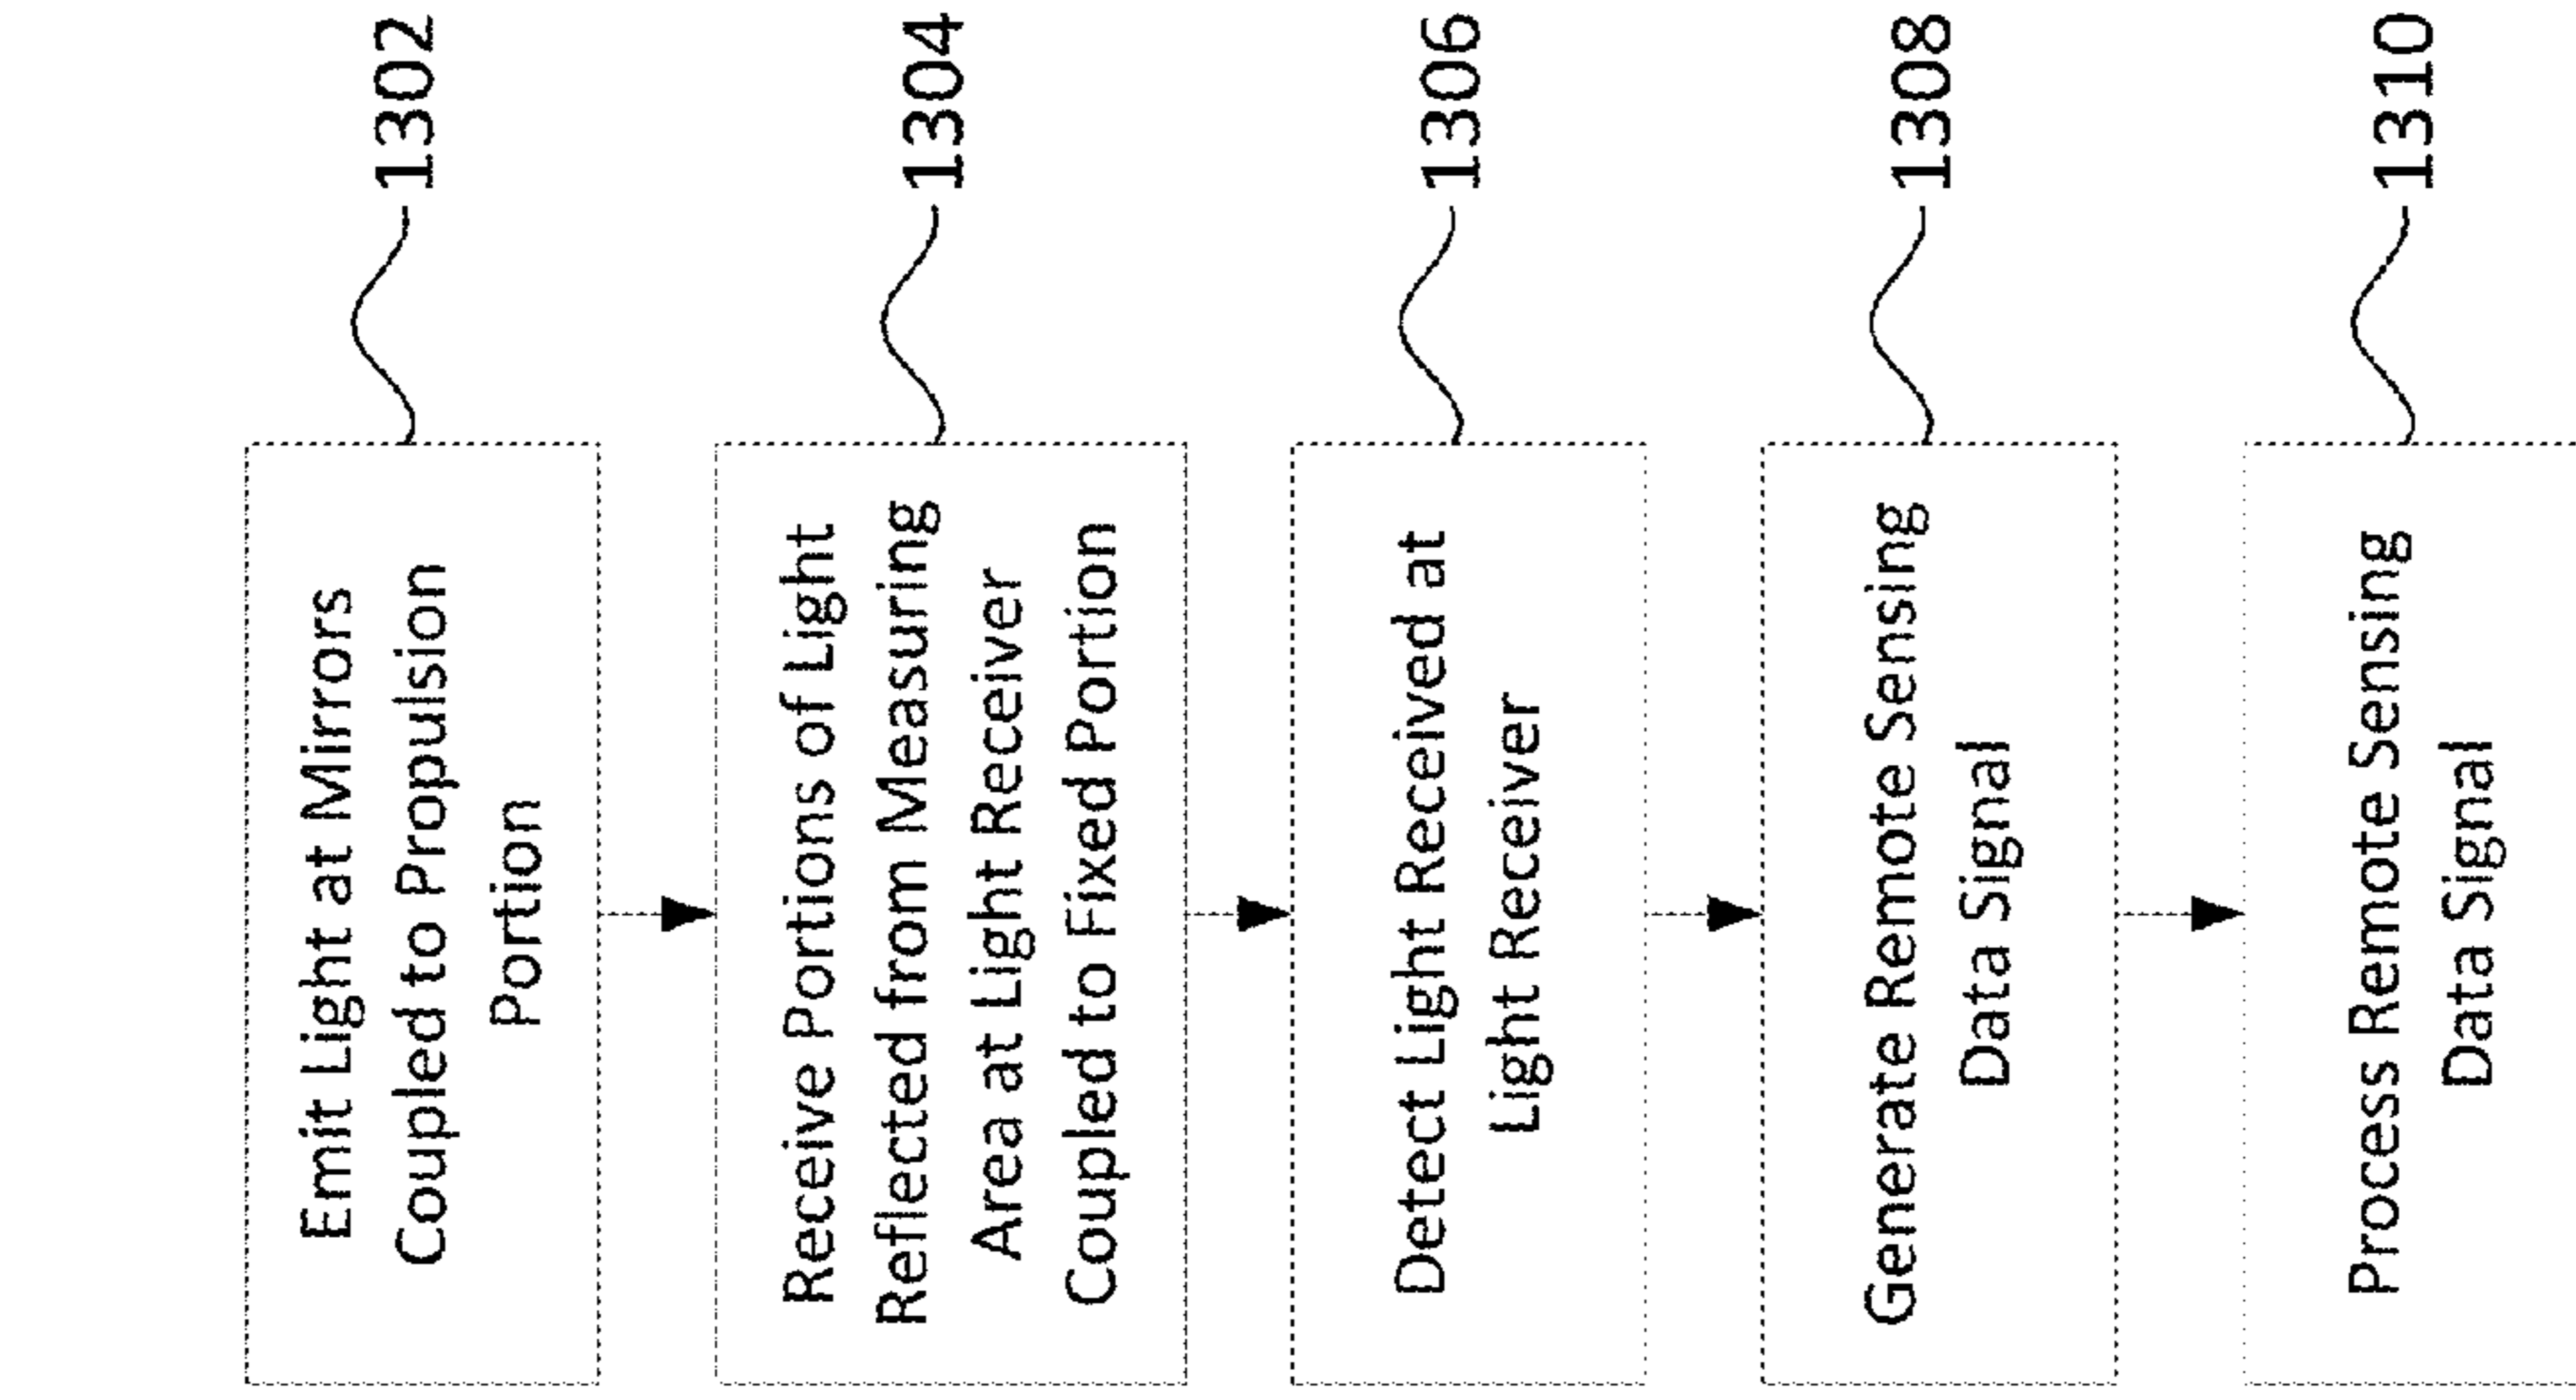 Emit Light at Mirrors
Coupled to Propulsion
Portion
1302
Receive Portions of Light
Reflected from Measuring
Area at Light Receiver
Coupled to Fixed Portion
1304
Detect Light Received at
Light Receiver
1306
Generate Remote Sensing
Data Signal
1308
Process Remote Sensing
Data Signal
1310